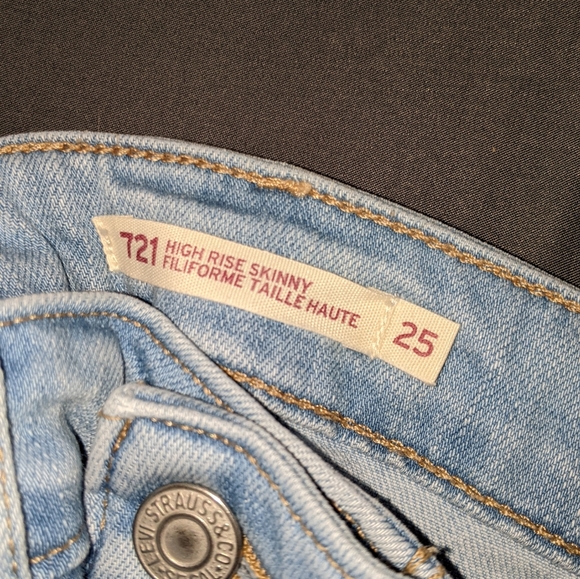 721
HIGH RISE SKINNY
FILIFORME TAILLE HAUTE
25
LEVI STRAUSS & CO